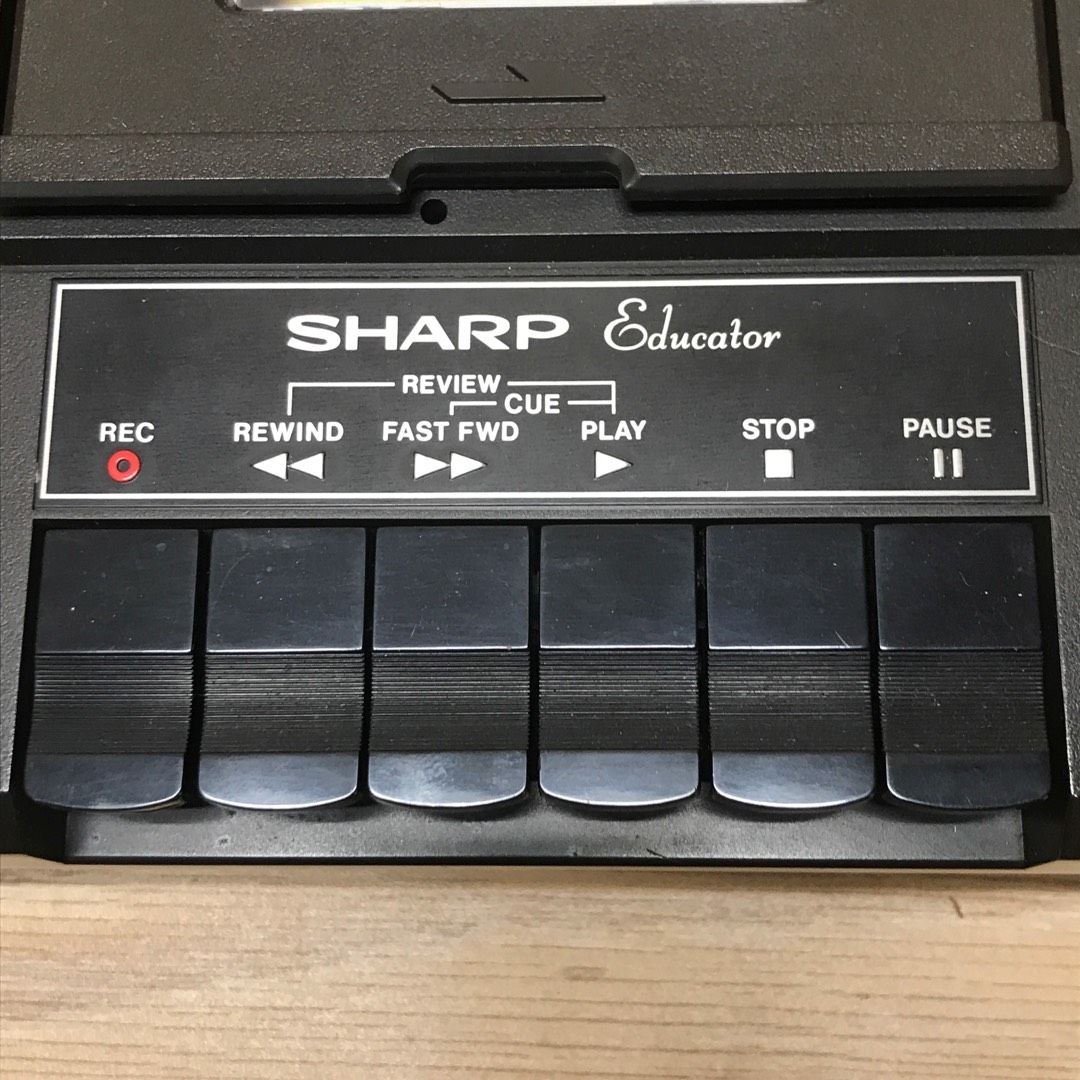 SHARP Educator
REVIEW
CUE
REC REWIND FAST FWD PLAY STOP PAUSE